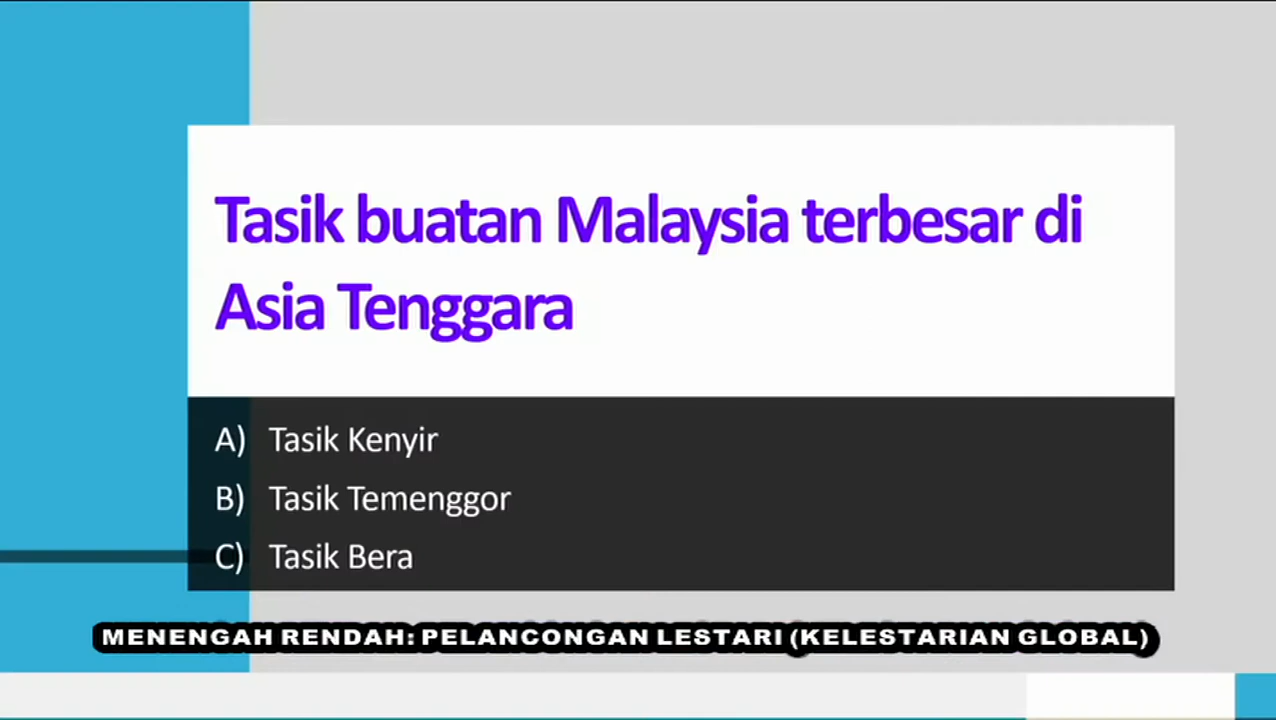 Tasik buatan Malaysia terbesar di
Asia Tenggara
A) Tasik Kenyir
B) Tasik Temenggor
C) Tasik Bera
MENENGAH RENDAH: PELANCONGAN LESTARI (KELESTARIAN GLOBAL)